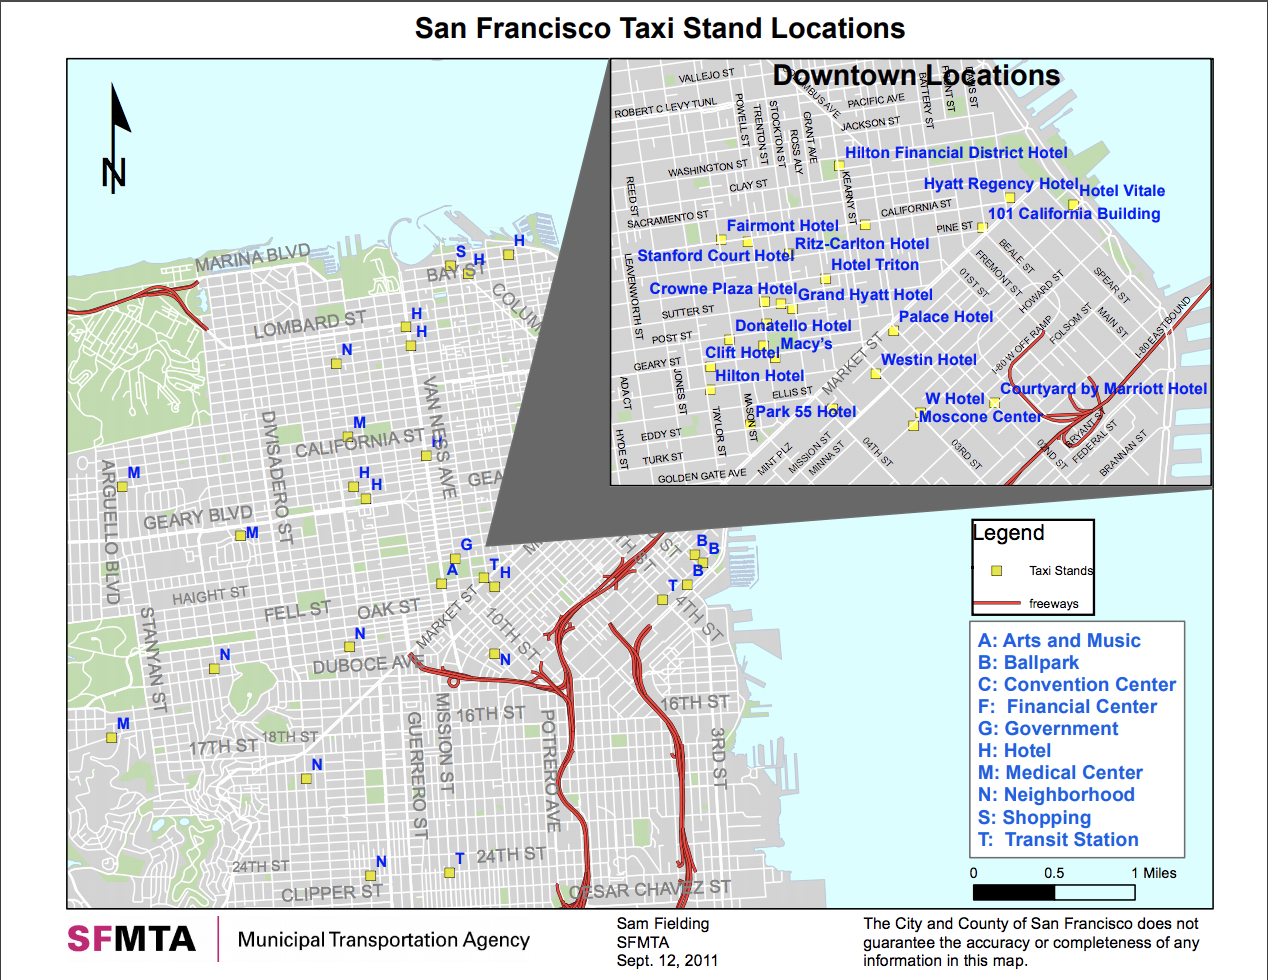 San Francisco Taxi Stand Locations
Downtown Locations
N
VALLEJO ST
ROBERT C LEVY TUNL
POWELL ST
TRENTON ST
STOCKTON ST
ROSS ALY
GRANT AVE
PACIFIC AVE
JACKSON ST
BATTERY ST
WASHINGTON ST
CLAY ST
KEARNY ST
REED ST
SACRAMENTO ST
CALIFORNIA ST
PINE ST
Hilton Financial District Hotel
Hyatt Regency Hotel
Hotel Vitale
101 California Building
Fairmont Hotel
Stanford Court Hotel
Ritz-Carlton Hotel
Hotel Triton
Crowne Plaza Hotel
Grand Hyatt Hotel
Donatello Hotel
Macy's
Palace Hotel
Clift Hotel
Westin Hotel
Hilton Hotel
Courtyard by Marriott Hotel
W Hotel
Park 55 Hotel
Moscone Center
LEAVENWORTH ST
SUTTER ST
POST ST
GEARY ST
ADA CT
JONES ST
TAYLOR ST
MASON ST
ELLIS ST
HYDE ST
EDDY ST
TURK ST
GOLDEN GATE AVE
MINT PLZ
MISSION ST
MINNA ST
04TH ST
03RD ST
02ND ST
MARKET ST
01ST ST
FREMONT ST
BEALE ST
HOWARD ST
SPEAR ST
MAIN ST
FOLSOM ST
I-80 W OFF RAMP
I-80 EASTBOUND
BRYANT ST
FEDERAL ST
BRANNAN ST
MARINA BLVD
BAY ST
S
H
H
LOMBARD ST
H
H
N
VAN NESS AVE
DIVISADERO ST
M
CALIFORNIA ST
H
H
H
M
ARGUELLO BLVD
GEARY BLVD
M
G
A
T
H
B
B
B
T
HAIGHT ST
FELL ST
OAK ST
MARKET ST
10TH ST
4TH ST
STANYAN ST
N
N
N
DUBOCE AVE
M
17TH ST
18TH ST
16TH ST
16TH ST
MISSION ST
GUERRERO ST
POTRERO AVE
3RD ST
N
24TH ST
N
T
24TH ST
CLIPPER ST
CESAR CHAVEZ ST
Legend
Taxi Stands
freeways
A: Arts and Music
B: Ballpark
C: Convention Center
F: Financial Center
G: Government
H: Hotel
M: Medical Center
N: Neighborhood
S: Shopping
T: Transit Station
0 0.5 1 Miles
SFMTA
Municipal Transportation Agency
Sam Fielding
SFMTA
Sept. 12, 2011
The City and County of San Francisco does not
guarantee the accuracy or completeness of any
information in this map.